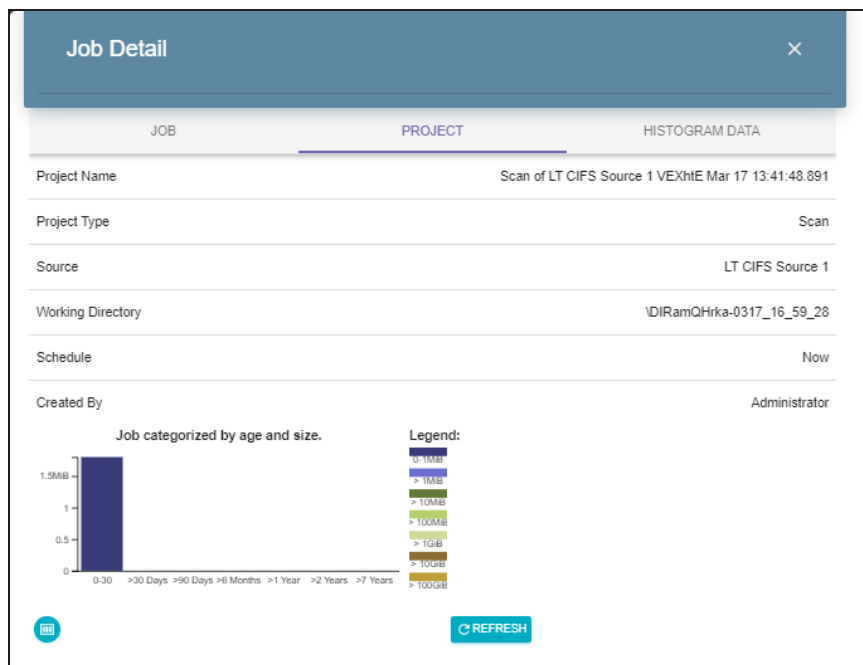 Job Detail
JOB PROJECT HISTOGRAM DATA
Project Name Scan of LT CIFS Source 1 VEXhtE Mar 17 13:41:48.891
Project Type Scan
Source LT CIFS Source 1
Working Directory \DIRamQHrka-0317_16_59_28
Schedule Now
Created By Administrator
Job categorized by age and size.
1.5MiB
1
0.5
0
0-30 >30 Days >90 Days >6 Months >1 Year >2 Years >7 Years
Legend:
0-1MiB
> 1MiB
> 10MiB
> 100MiB
> 1GiB
> 10GiB
> 100GiB
REFRESH